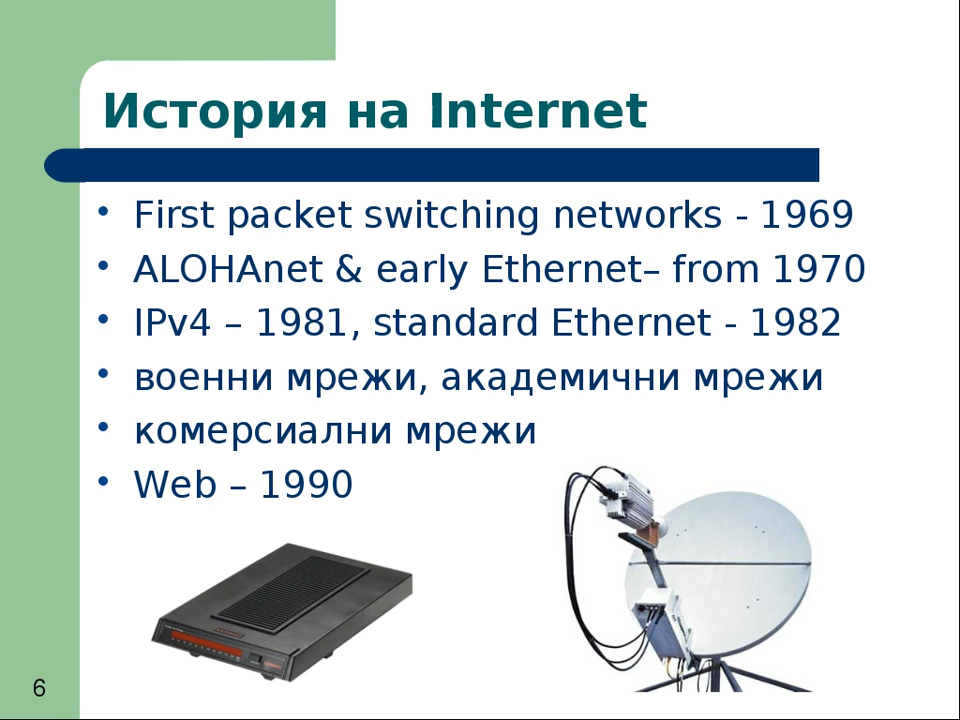 История на Internet
• First packet switching networks - 1969
• ALOHAnet & early Ethernet– from 1970
• IPv4 – 1981, standard Ethernet - 1982
• военни мрежи, академични мрежи
• комерсиални мрежи
• Web – 1990
6